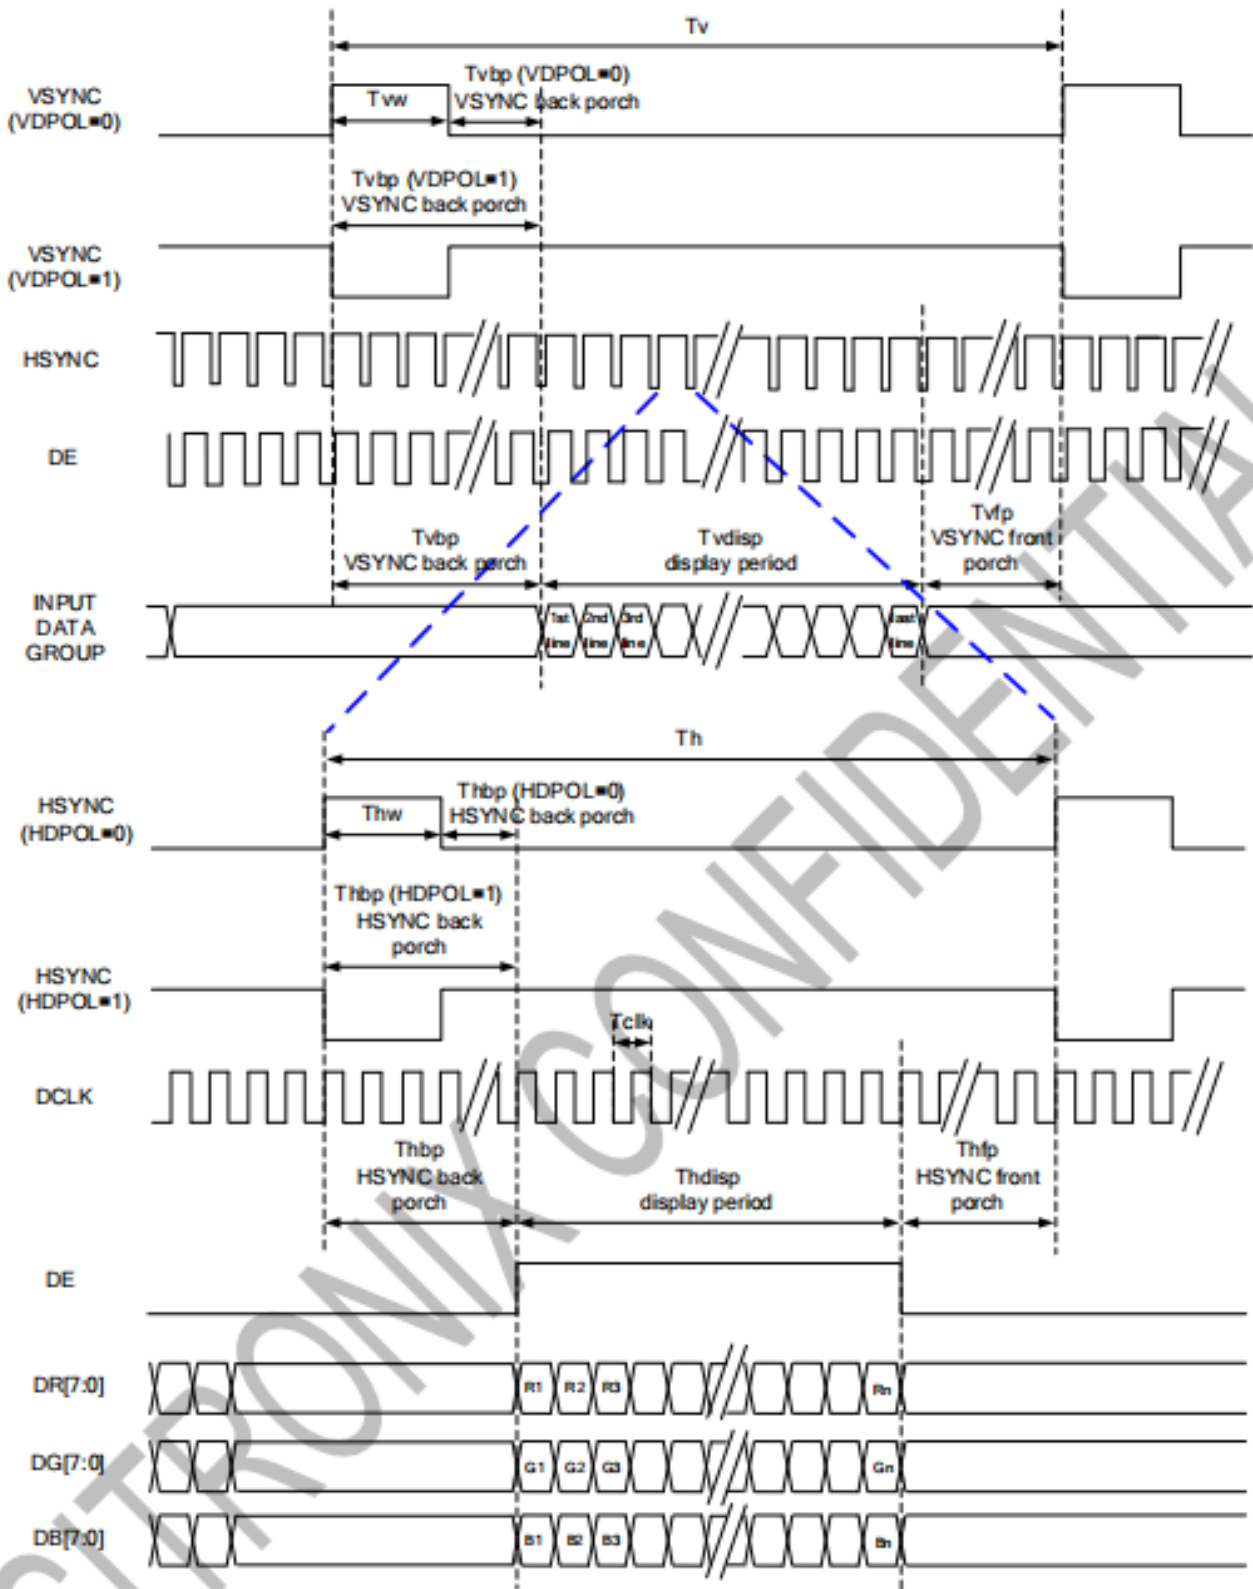 Tv
VSYNC
(VDPOL=0)
Tvw
Tvbp (VDPOL=0)
VSYNC back porch
Tvbp (VDPOL=1)
VSYNC back porch
VSYNC
(VDPOL=1)
HSYNC
DE
Tvbp
VSYNC back porch
Tvdisp
display period
Tvfp
VSYNC front
porch
INPUT
DATA
GROUP
1st
line
2nd
line
3rd
line
last
line
Th
HSYNC
(HDPOL=0)
Thw
Thbp (HDPOL=0)
HSYNC back porch
Thbp (HDPOL=1)
HSYNC back
porch
HSYNC
(HDPOL=1)
Tclk
DCLK
Thbp
HSYNC back
porch
Thdisp
display period
Thfp
HSYNC front
porch
DE
DR[7:0]
R1 R2 R3 Rn
DG[7:0]
G1 G2 G3 Gn
DB[7:0]
B1 B2 B3 Bn
CITRONIX CONFIDENTIAL